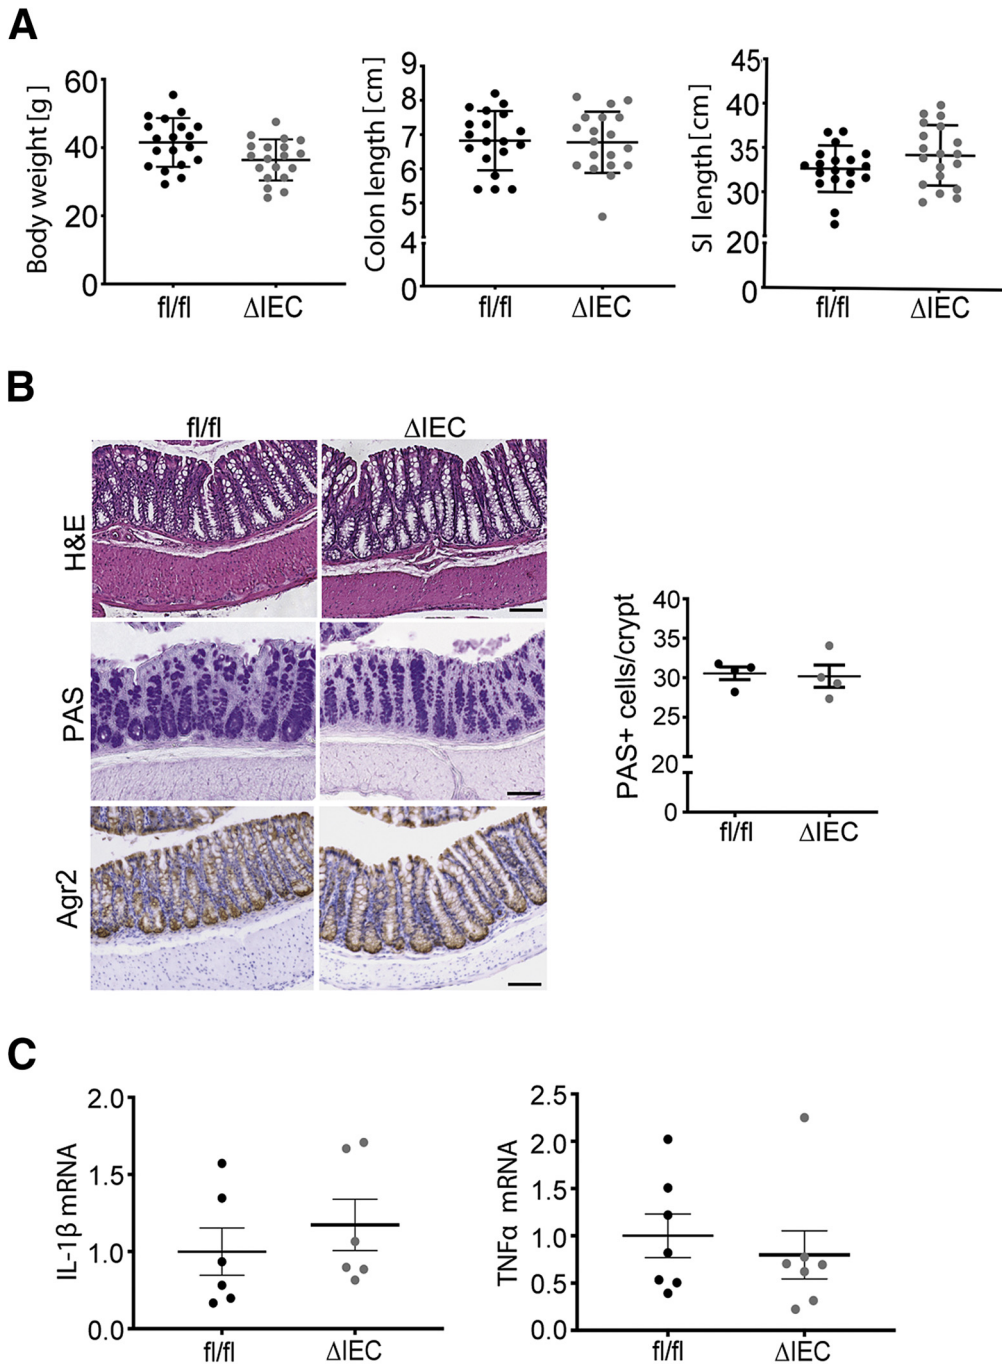 A
Body weight [g]
60
40
20
0
fl/fl
ΔIEC
Colon length [cm]
9
8
7
6
5
4
0
fl/fl
ΔIEC
SI length [cm]
45
40
35
30
20
0
fl/fl
ΔIEC
B
fl/fl
ΔIEC
H&E
PAS
Agr2
PAS+ cells/crypt
40
35
30
25
20
0
fl/fl
ΔIEC
C
IL-1β mRNA
2.0
1.5
1.0
0.0
fl/fl
ΔIEC
TNFα mRNA
2.5
2.0
1.5
1.0
0.5
0.0
fl/fl
ΔIEC